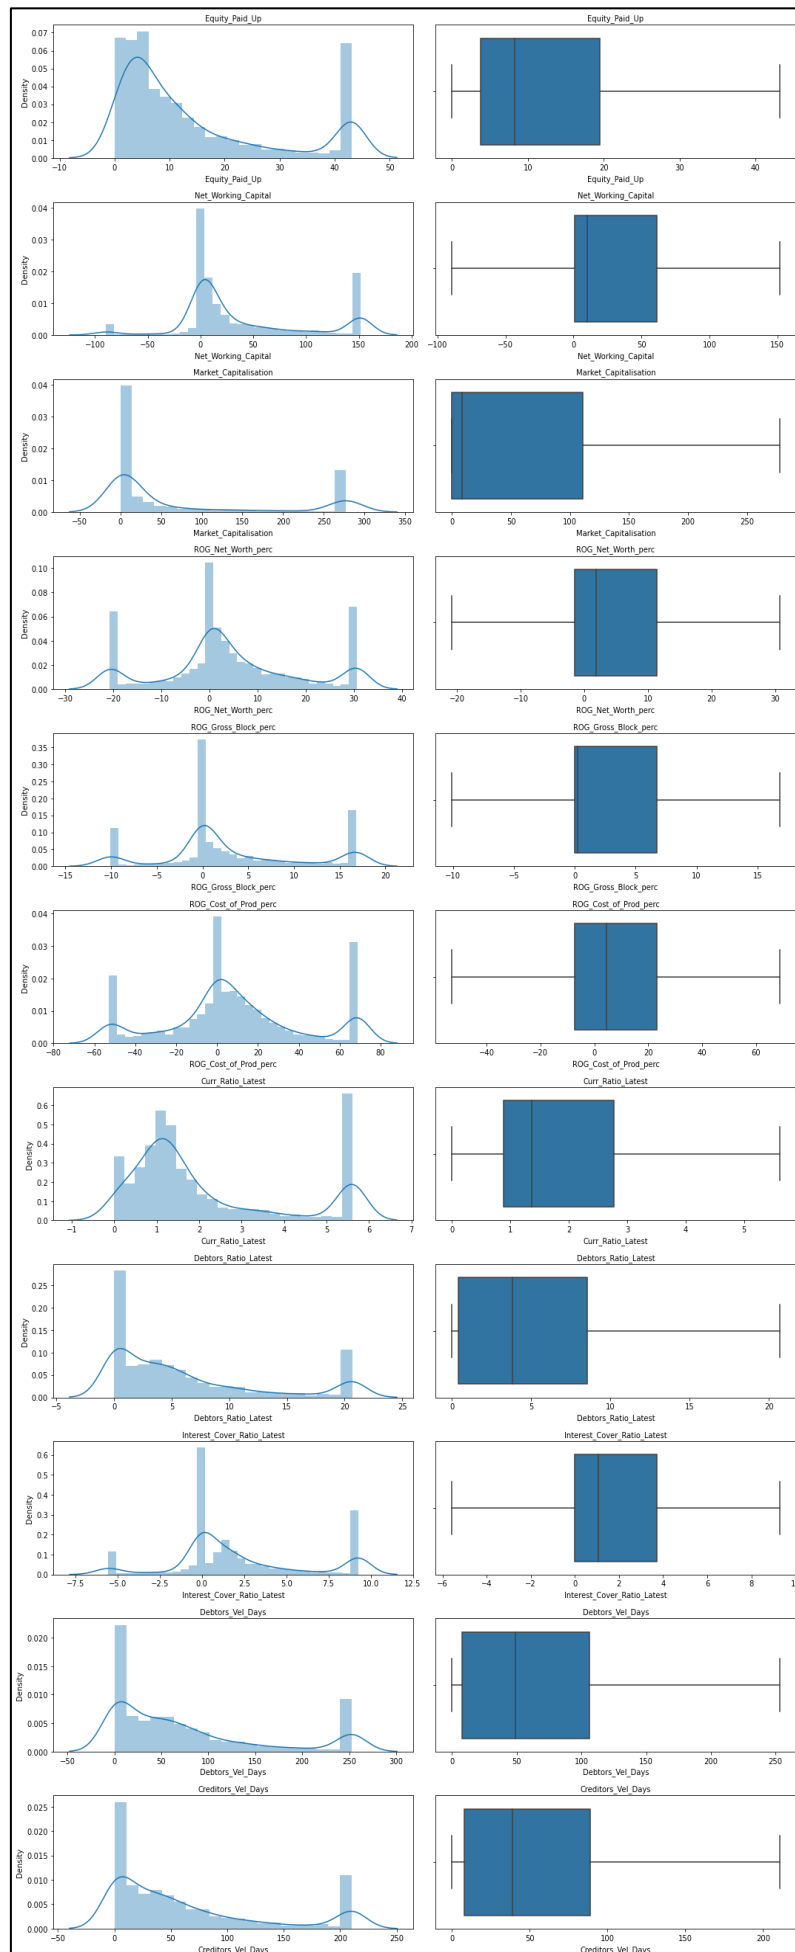 Equity_Paid_Up Equity_Paid_Up
0.07
0.06
0.05
0.04
0.03
0.02
0.01
0.00
Density
−10 0 10 20 30 40 50 0 10 20 30 40
Equity_Paid_Up Equity_Paid_Up
Net_Working_Capital Net_Working_Capital
0.04
0.03
0.02
0.01
0.00
Density
−100 −50 0 50 100 150 200 −100 −50 0 50 100 150
Net_Working_Capital Net_Working_Capital
Market_Capitalisation Market_Capitalisation
0.04
0.03
0.02
0.01
0.00
Density
−50 0 50 100 150 200 250 300 350 0 50 100 150 200 250
Market_Capitalisation Market_Capitalisation
ROG_Net_Worth_perc ROG_Net_Worth_perc
0.10
0.08
0.06
0.04
0.02
0.00
Density
−30 −20 −10 0 10 20 30 40 −20 −10 0 10 20 30
ROG_Net_Worth_perc ROG_Net_Worth_perc
ROG_Gross_Block_perc ROG_Gross_Block_perc
0.35
0.30
0.25
0.20
0.15
0.10
0.05
0.00
Density
−15 −10 −5 0 5 10 15 20 −10 −5 0 5 10 15
ROG_Gross_Block_perc ROG_Gross_Block_perc
ROG_Cost_of_Prod_perc ROG_Cost_of_Prod_perc
0.04
0.03
0.02
0.01
0.00
Density
−80 −60 −40 −20 0 20 40 60 80 −40 −20 0 20 40 60
ROG_Cost_of_Prod_perc ROG_Cost_of_Prod_perc
Curr_Ratio_Latest Curr_Ratio_Latest
0.6
0.5
0.4
0.3
0.2
0.1
0.0
Density
−1 0 1 2 3 4 5 6 7 0 1 2 3 4 5
Curr_Ratio_Latest Curr_Ratio_Latest
Debtors_Ratio_Latest Debtors_Ratio_Latest
0.25
0.20
0.15
0.10
0.05
0.00
Density
−5 0 5 10 15 20 25 0 5 10 15 20
Debtors_Ratio_Latest Debtors_Ratio_Latest
Interest_Cover_Ratio_Latest Interest_Cover_Ratio_Latest
0.6
0.5
0.4
0.3
0.2
0.1
0.0
Density
−7.5 −5.0 −2.5 0.0 2.5 5.0 7.5 10.0 12.5 −6 −4 −2 0 2 4 6 8
Interest_Cover_Ratio_Latest Interest_Cover_Ratio_Latest
Debtors_Vel_Days Debtors_Vel_Days
0.020
0.015
0.010
0.005
0.000
Density
−50 0 50 100 150 200 250 300 0 50 100 150 200 250
Debtors_Vel_Days Debtors_Vel_Days
Creditors_Vel_Days Creditors_Vel_Days
0.025
0.020
0.015
0.010
0.005
0.000
Density
−50 0 50 100 150 200 250 0 50 100 150 200
Creditors_Vel_Days Creditors_Vel_Days